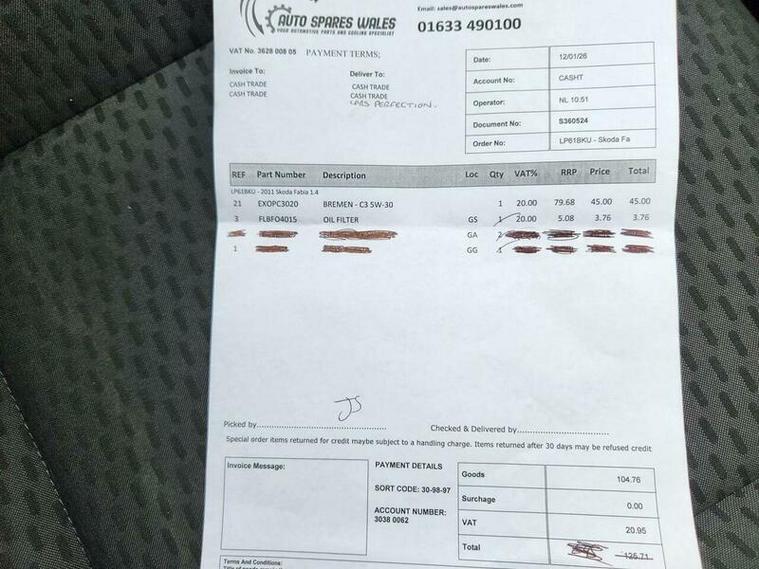 Email: sales@autospareswales.com
AUTO SPARES WALES
YOUR AUTOMOTIVE PARTS AND COOLING SPECIALIST
01633 490100
VAT No. 3628 008 05 PAYMENT TERMS;
Invoice To:
CASH TRADE
CASH TRADE
Deliver To:
CASH TRADE
CASH TRADE
PERFECTION.
Date: 12/01/26
Account No: CASHT
Operator: NL 10:51
Document No: S360524
Order No: LP61BKU - Skoda Fa
REF Part Number Description Loc Qty VAT% RRP Price Total
LP61BKU - 2011 Skoda Fabia 1.4
21 EXOPC3020 BREMEN - C3 5W-30 1 20.00 79.68 45.00 45.00
3 FLBFO4015 OIL FILTER GS 1 20.00 5.08 3.76 3.76
GA 2
1 GG 1
JS
Picked by
Checked & Delivered by
Special order items returned for credit maybe subject to a handling charge. Items returned after 30 days may be refused credit
Invoice Message:
PAYMENT DETAILS
SORT CODE: 30-98-97
ACCOUNT NUMBER:
3038 0062
Goods 104.76
Surchage 0.00
VAT 20.95
Total 125.71
Terms And Conditions: